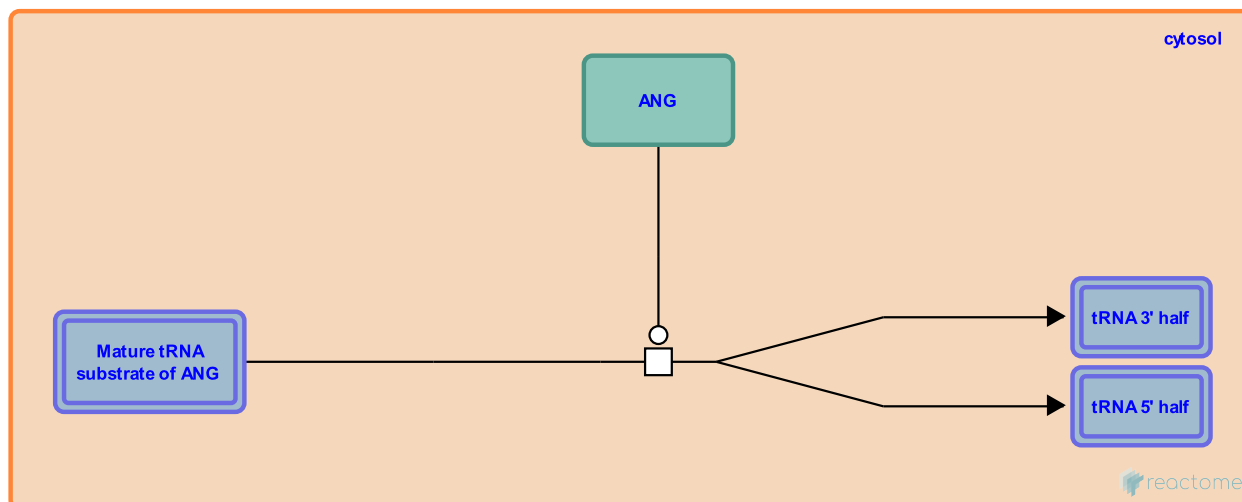 cytosol
ANG
Mature tRNA
substrate of ANG
tRNA 3' half
tRNA 5' half
reactome